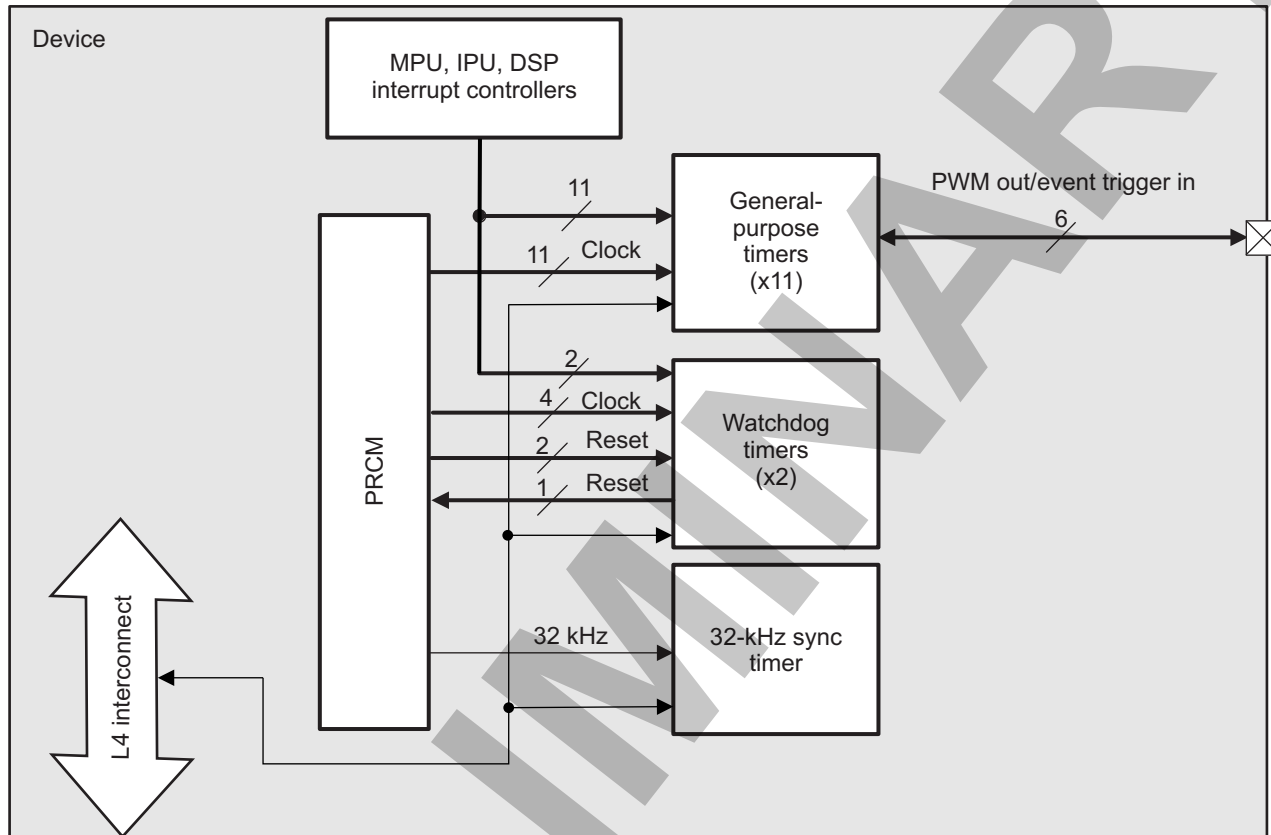 Device
MPU, IPU, DSP
interrupt controllers
11
General-
purpose
timers
(x11)
PWM out/event trigger in
6
11 Clock
2
4 Clock
2 Reset
1 Reset
Watchdog
timers
(x2)
PRCM
32 kHz
32-kHz sync
timer
L4 interconnect
IMINAR